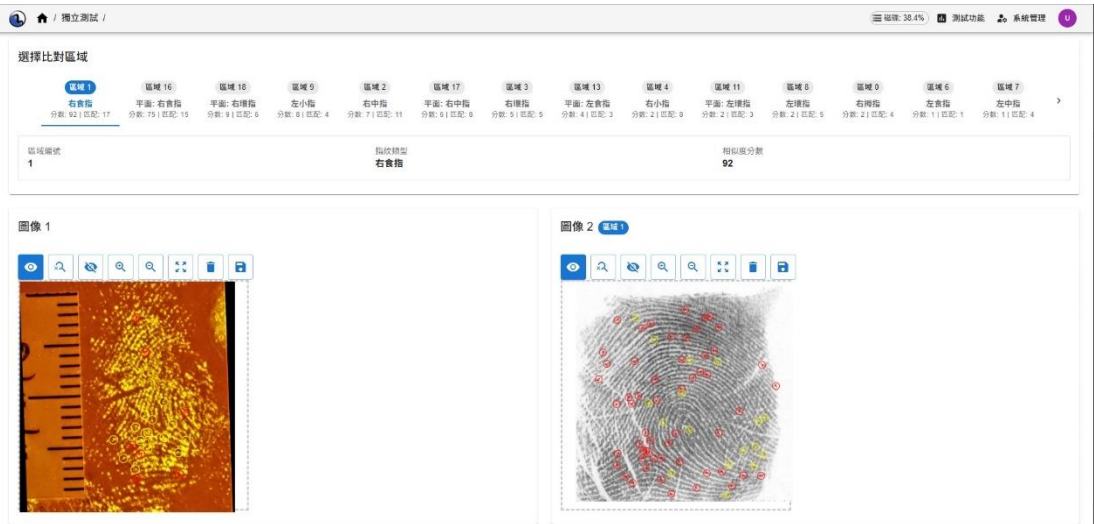 / 獨立測試 /
磁碟: 38.4%
測試功能
系統管理
U
選擇比對區域
區域 1
右食指
分數: 92 | 匹配: 17
區域 16
平面: 右食指
分數: 75 | 匹配: 15
區域 18
平面: 右環指
分數: 9 | 匹配: 6
區域 9
左小指
分數: 8 | 匹配: 4
區域 2
右中指
分數: 7 | 匹配: 11
區域 17
平面: 右中指
分數: 6 | 匹配: 8
區域 3
右環指
分數: 5 | 匹配: 5
區域 13
平面: 左食指
分數: 4 | 匹配: 3
區域 4
右小指
分數: 2 | 匹配: 8
區域 11
平面: 左環指
分數: 2 | 匹配: 3
區域 8
左環指
分數: 2 | 匹配: 5
區域 0
右拇指
分數: 2 | 匹配: 4
區域 6
左食指
分數: 1 | 匹配: 1
區域 7
左中指
分數: 1 | 匹配: 4
區域編號
1
指紋類型
右食指
相似度分數
92
圖像 1
圖像 2
區域 1